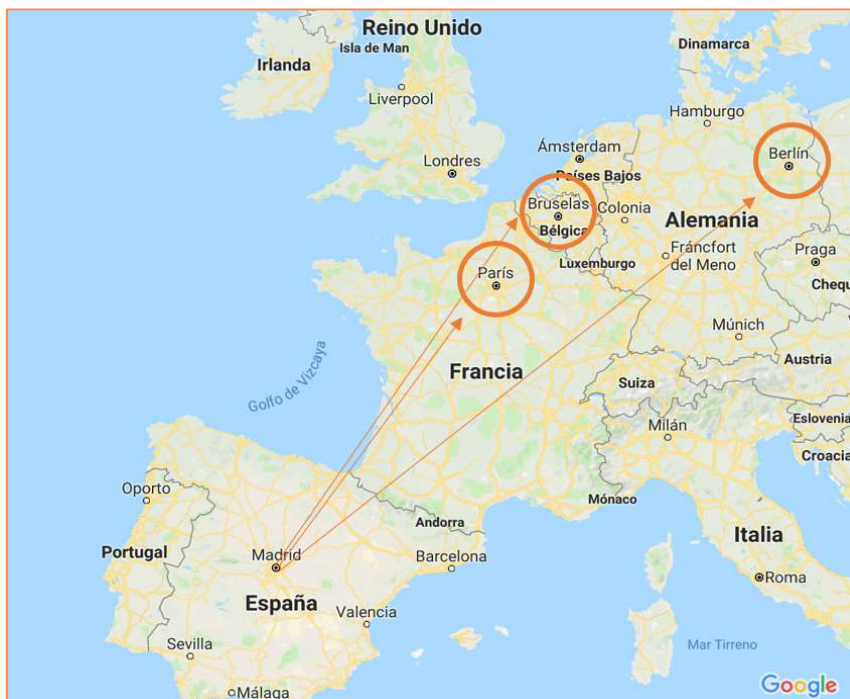 Reino Unido
Isla de Man
Dinamarca
Irlanda
Liverpool
Hamburgo
Londres
Ámsterdam
Berlín
Países Bajos
Bruselas
Colonia
Bélgica
Alemania
París
Luxemburgo
Fráncfort
del Meno
Praga
Chequ
Múnich
Golfo de Vizcaya
Francia
Austria
Suiza
Milán
Eslovenia
Croacia
Oporto
Mónaco
Andorra
Portugal
Madrid
Barcelona
Italia
Roma
España
Valencia
Sevilla
Mar Tirreno
Málaga
Google